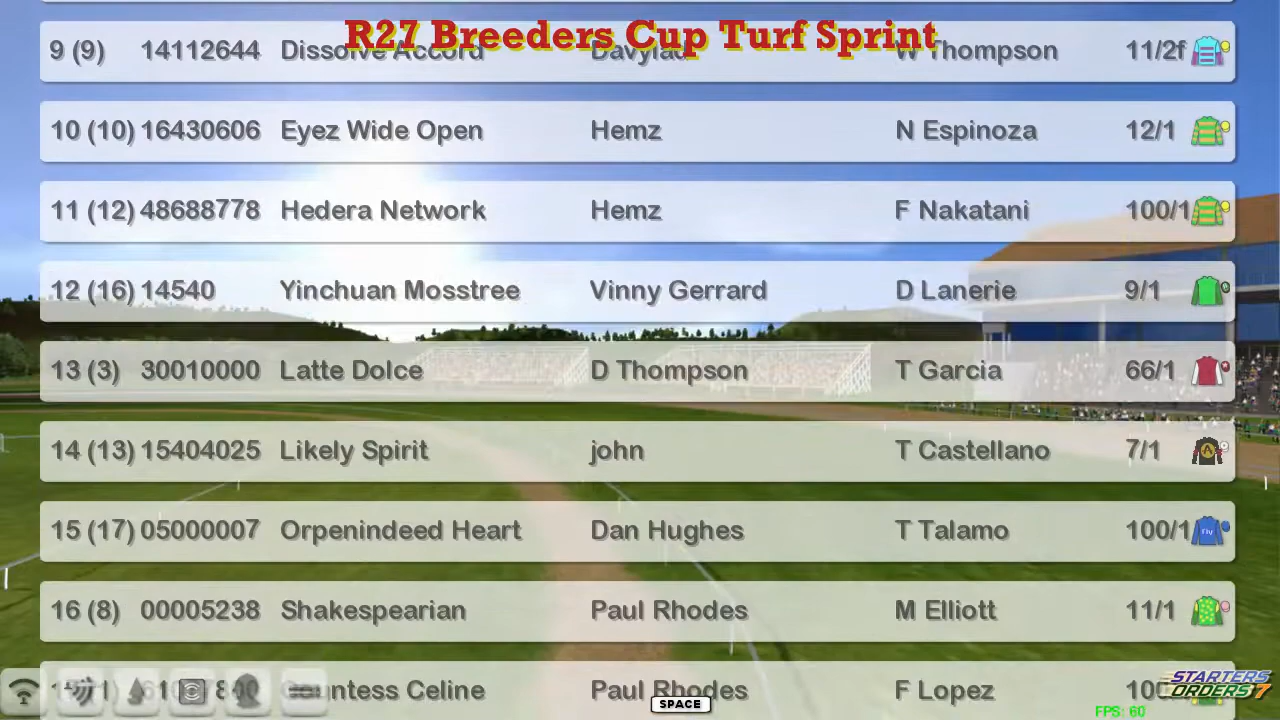 R27 Breeders Cup Turf Sprint
9 (9) 14112644 Dissolve Accord Davylad W Thompson 11/2f
10 (10) 16430606 Eyez Wide Open Hemz N Espinoza 12/1
11 (12) 48688778 Hedera Network Hemz F Nakatani 100/1
12 (16) 14540 Yinchuan Mosstree Vinny Gerrard D Lanerie 9/1
13 (3) 30010000 Latte Dolce D Thompson T Garcia 66/1
14 (13) 15404025 Likely Spirit john T Castellano 7/1
15 (17) 05000007 Orpenindeed Heart Dan Hughes T Talamo 100/1
16 (8) 00005238 Shakespearian Paul Rhodes M Elliott 11/1
Countess Celine Paul Rhodes F Lopez
SPACE
STARTERS ORDERS 7
FPS: 60